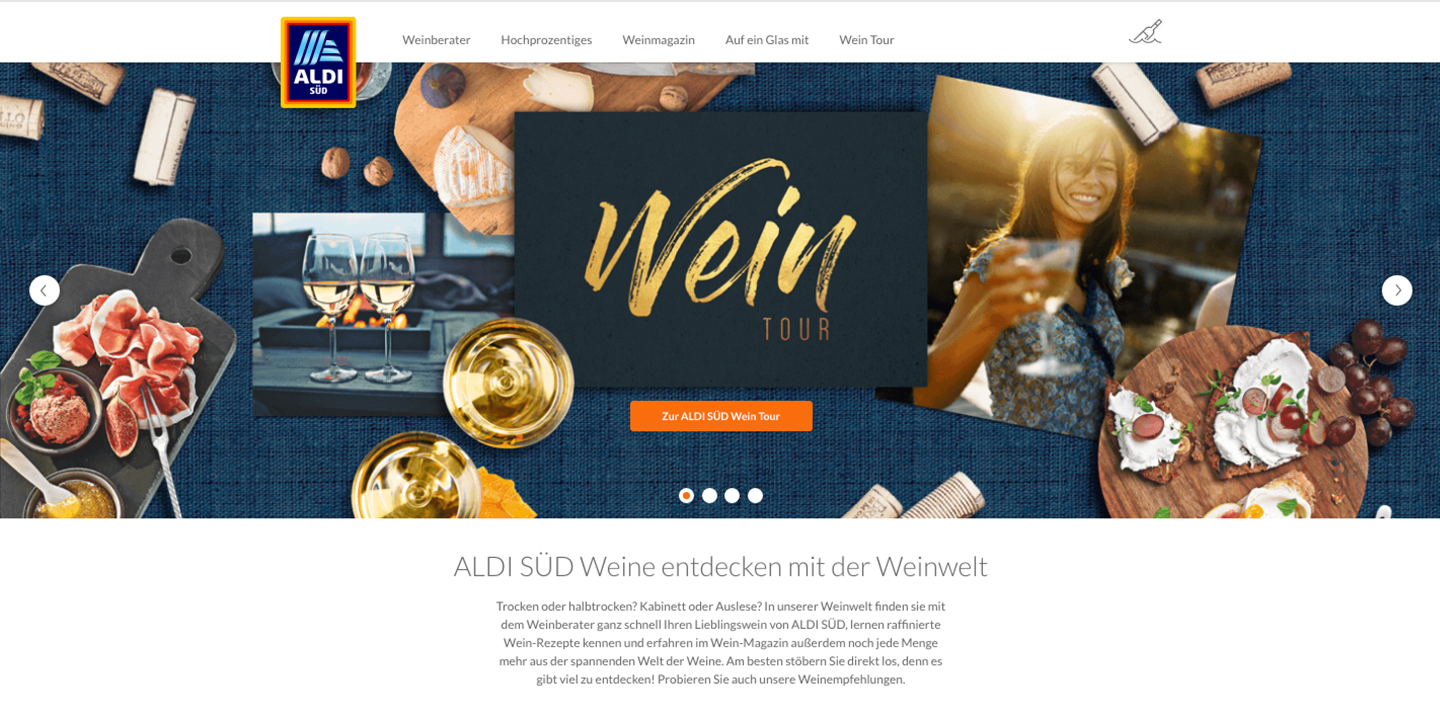 ALDI
SÜD
Weinberater
Hochprozentiges
Weinmagazin
Auf ein Glas mit
Wein Tour
Wein
TOUR
Zur ALDI SÜD Wein Tour
ALDI SÜD Weine entdecken mit der Weinwelt
Trocken oder halbtrocken? Kabinett oder Auslese? In unserer Weinwelt finden sie mit
dem Weinberater ganz schnell Ihren Lieblingswein von ALDI SÜD, lernen raffinierte
Wein-Rezepte kennen und erfahren im Wein-Magazin außerdem noch jede Menge
mehr aus der spannenden Welt der Weine. Am besten stöbern Sie direkt los, denn es
gibt viel zu entdecken! Probieren Sie auch unsere Weinempfehlungen.